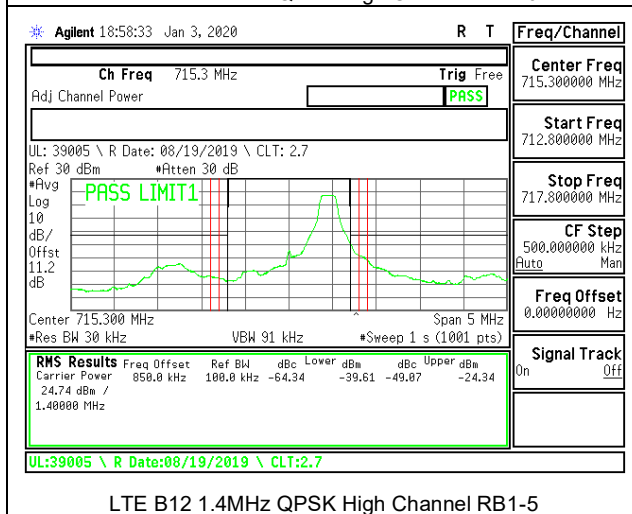 Agilent 18:58:33 Jan 3, 2020 R T Freq/Channel
Ch Freq 715.3 MHz Trig Free
Adj Channel Power PASS
UL: 39005 \ R Date: 08/19/2019 \ CLT: 2.7
Ref 30 dBm #Atten 30 dB
#Avg
Log
10
dB/
Offst
11.2
dB
PASS LIMIT1
Center 715.300 MHz Span 5 MHz
#Res BW 30 kHz VBW 91 kHz #Sweep 1 s (1001 pts)
RMS Results Freq Offset Ref BW dBc Lower dBm dBc Upper dBm
Carrier Power 850.0 kHz 100.0 kHz -64.34 -39.61 -49.07 -24.34
24.74 dBm /
1.40000 MHz
UL:39005 \ R Date:08/19/2019 \ CLT:2.7
Center Freq
715.300000 MHz
Start Freq
712.800000 MHz
Stop Freq
717.800000 MHz
CF Step
500.000000 kHz
Auto Man
Freq Offset
0.00000000 Hz
Signal Track
On Off
LTE B12 1.4MHz QPSK High Channel RB1-5